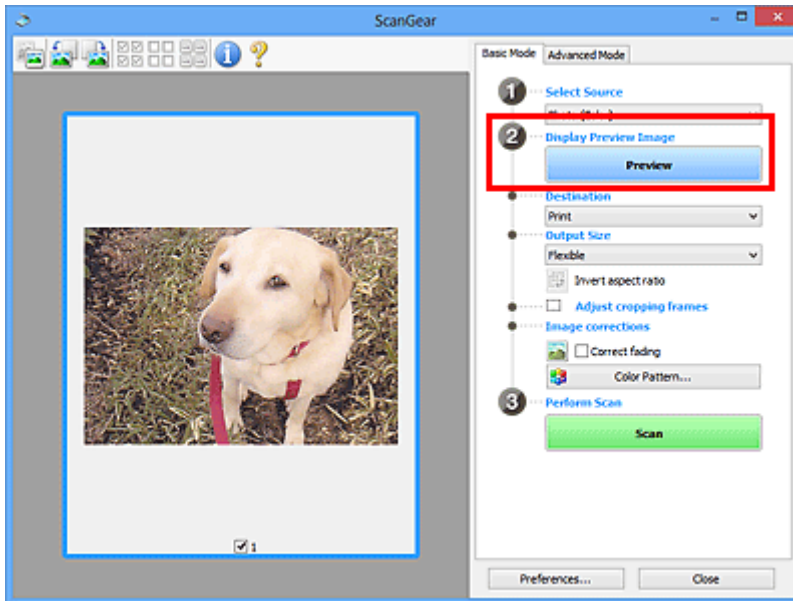 ScanGear
Basic Mode
Advanced Mode
1
Select Source
2
Display Preview Image
Preview
Destination
Print
Output Size
Flexible
Invert aspect ratio
Adjust cropping frames
Image corrections
Correct fading
Color Pattern...
3
Perform Scan
Scan
1
Preferences...
Close